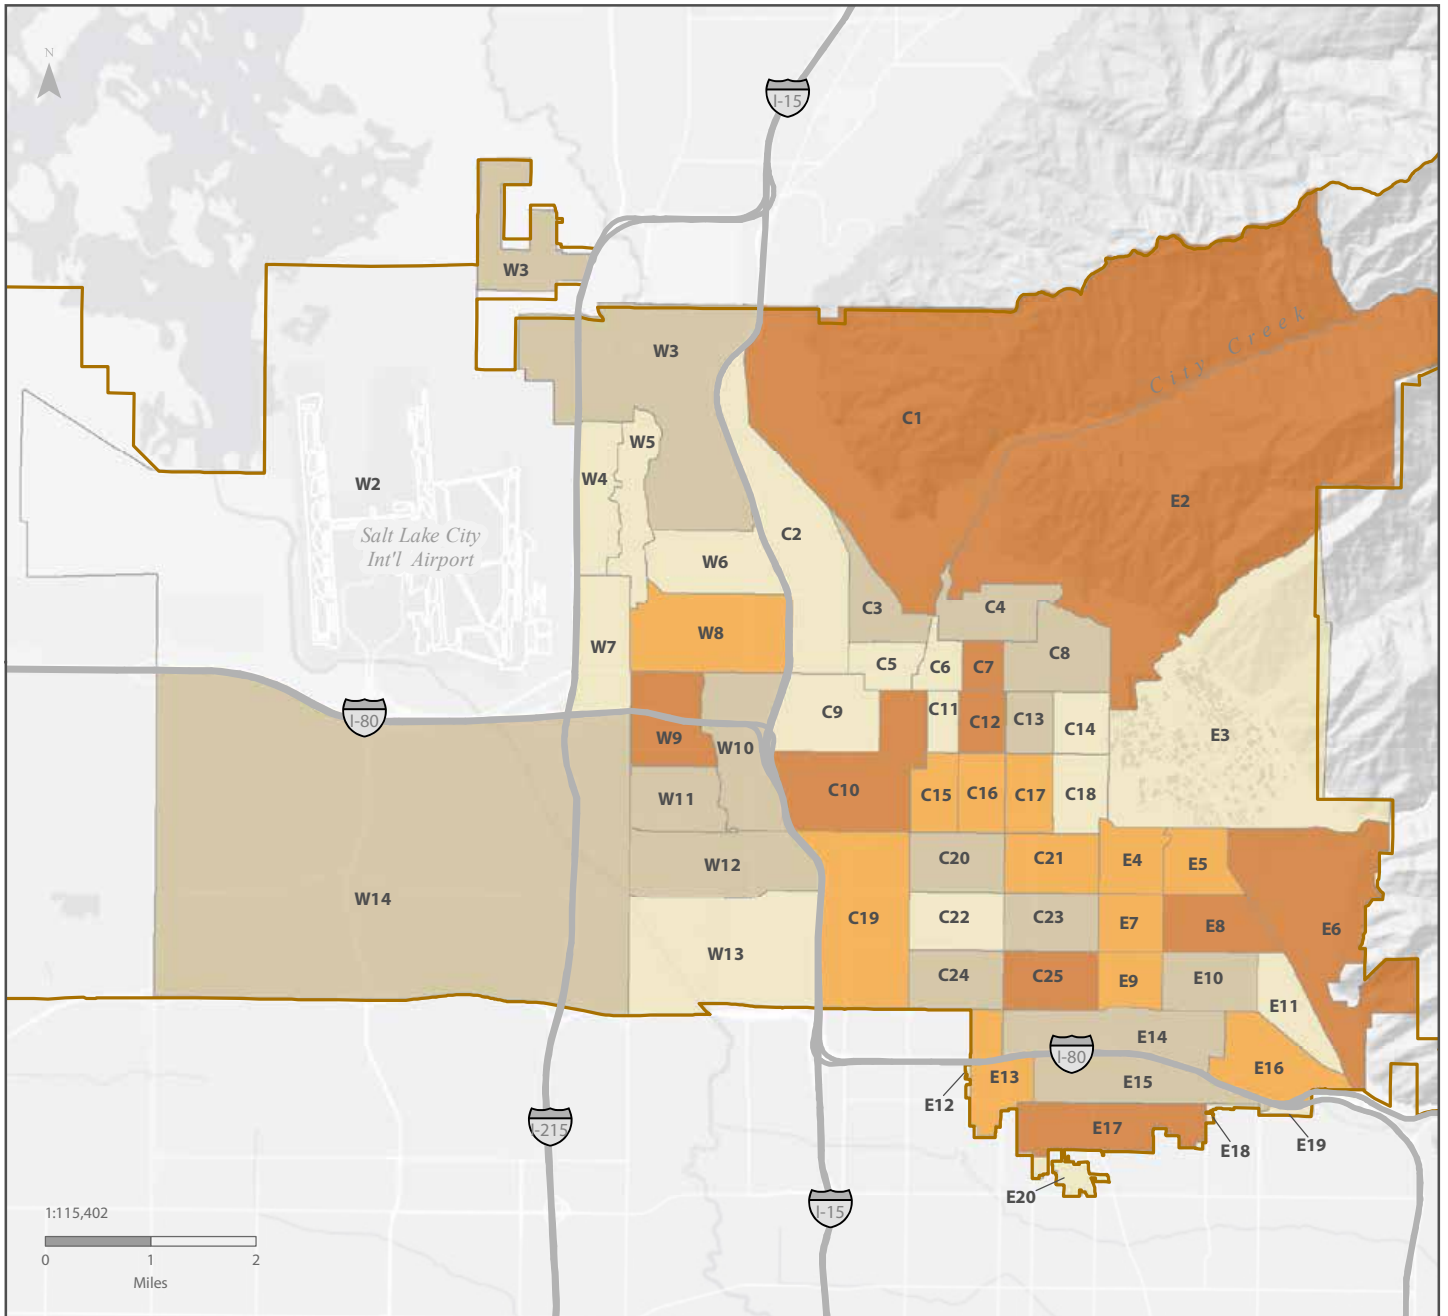 N
I-15
W3
City Creek
W3
C1
W5
W4
W2
E2
Salt Lake City
Int'l Airport
C2
W6
C3
C4
W8
W7
C5
C6
C7
C8
I-80
C9
C11
C12
C13
C14
E3
W9
W10
C10
C15
C16
C17
C18
W11
W12
C20
C21
E4
E5
W14
C19
C22
C23
E7
E8
E6
W13
C24
C25
E9
E10
E11
E14
I-80
E13
E15
E16
E12
I-215
E17
E18
E19
E20
I-15
1:115,402
0 1 2
Miles